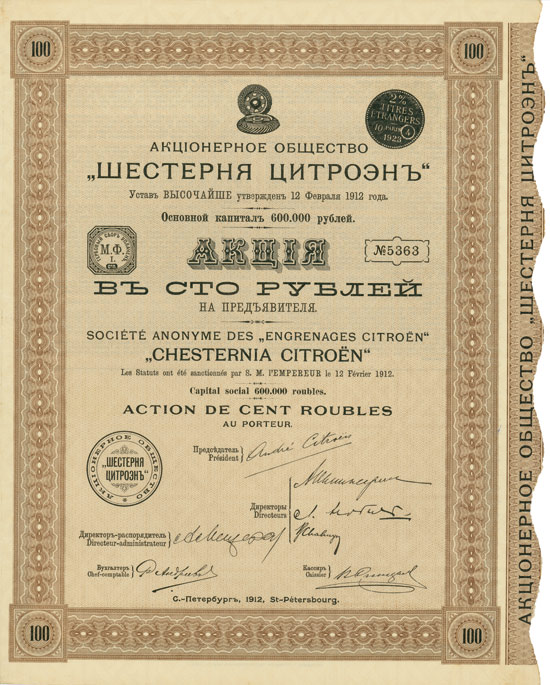 100
100
2%
TITRES
ETRANGERS
10 PARIS A
1923
АКЦІОНЕРНОЕ ОБЩЕСТВО
„ШЕСТЕРНЯ ЦИТРОЭНЪ“
Уставъ ВЫСОЧАЙШЕ утвержденъ 12 Февраля 1912 года.
Основной капиталъ 600.000 рублей.
М.Ф.
I.
АКЦІЯ
№5363
ВЪ СТО РУБЛЕЙ
НА ПРЕДЪЯВИТЕЛЯ.
SOCIÉTÉ ANONYME DES „ENGRENAGES CITROËN“
„CHESTERNIA CITROËN“
Les Statuts ont été sanctionnés par S. M. l'EMPEREUR le 12 Février 1912.
Capital social 600.000 roubles.
ACTION DE CENT ROUBLES
AU PORTEUR.
АКЦІОНЕРНОЕ ОБЩЕСТВО
„ШЕСТЕРНЯ
ЦИТРОЭНЪ“
Предсѣдатель
Président
André Citroën
Директоры
Directeurs
Директоръ-распорядитель
Directeur-administrateur
Бухгалтеръ
Chef-comptable
Кассиръ
Caissier
С.-Петербургъ, 1912, St-Pétersbourg.
100
100
АКЦІОНЕРНОЕ ОБЩЕСТВО „ШЕСТЕРНЯ ЦИТРОЭНЪ“